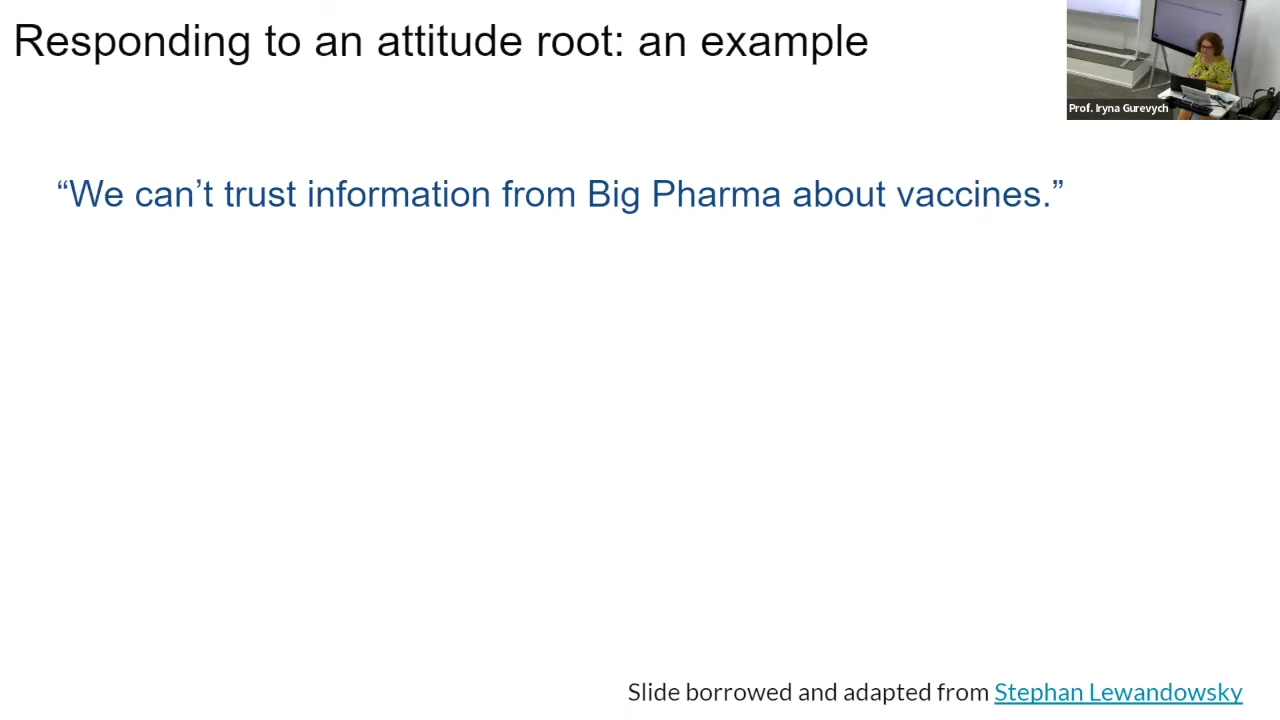 Responding to an attitude root: an example
Prof. Iryna Gurevych
“We can’t trust information from Big Pharma about vaccines.”
Slide borrowed and adapted from Stephan Lewandowsky